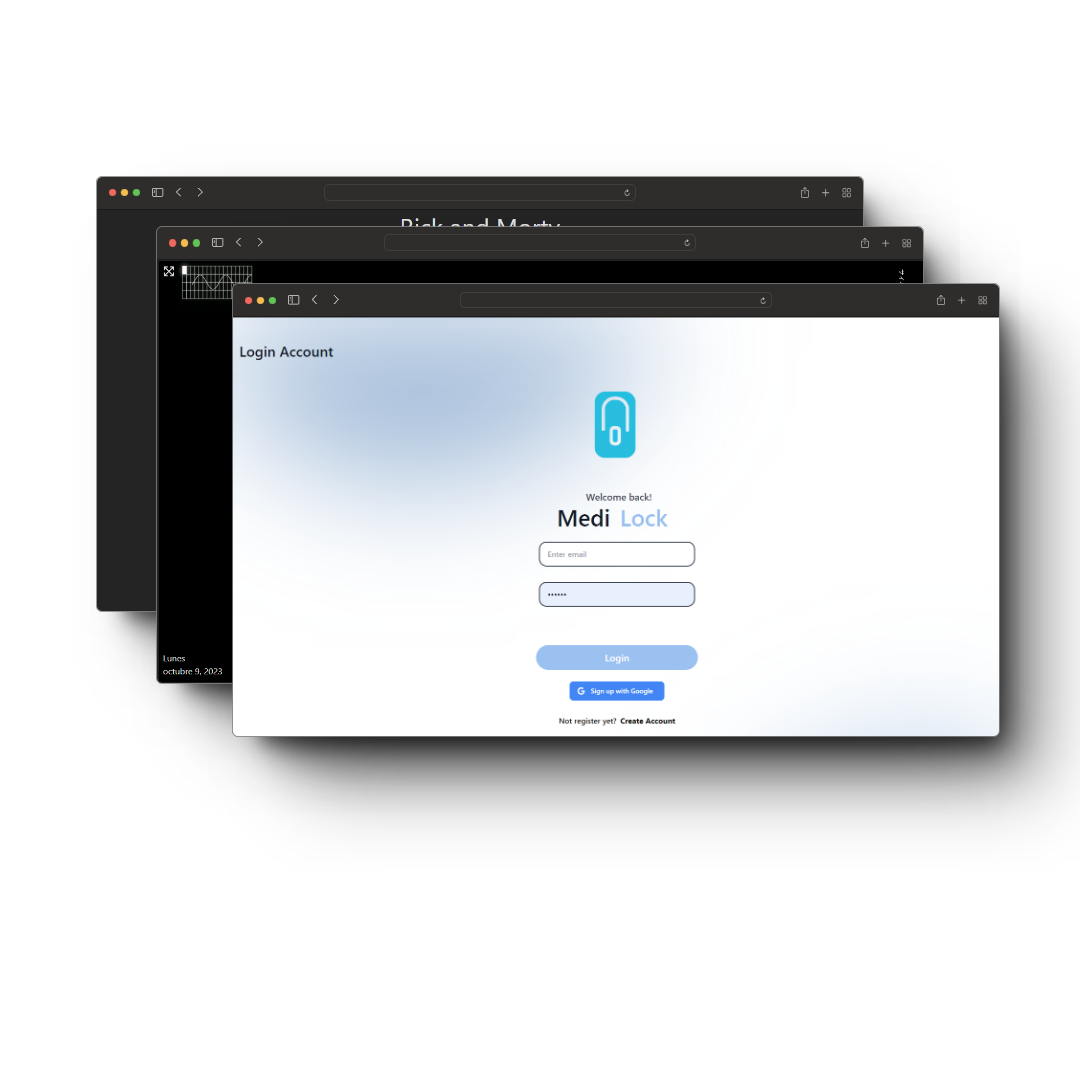 Rick and Morty
Login Account
Welcome back!
Medi Lock
Enter email
••••••
Login
G Sign up with Google
Not register yet? Create Account
Lunes
octubre 9, 2023